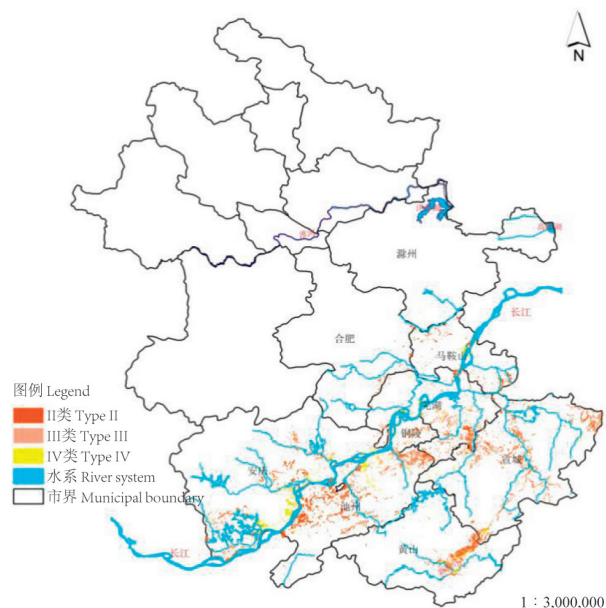 N
滁州
长江
合肥
马鞍山
图例 Legend
II类 Type II
III类 Type III
IV类 Type IV
水系 River system
市界 Municipal boundary
芜湖
铜陵
宣城
安庆
池州
黄山
长江
1：3,000,000